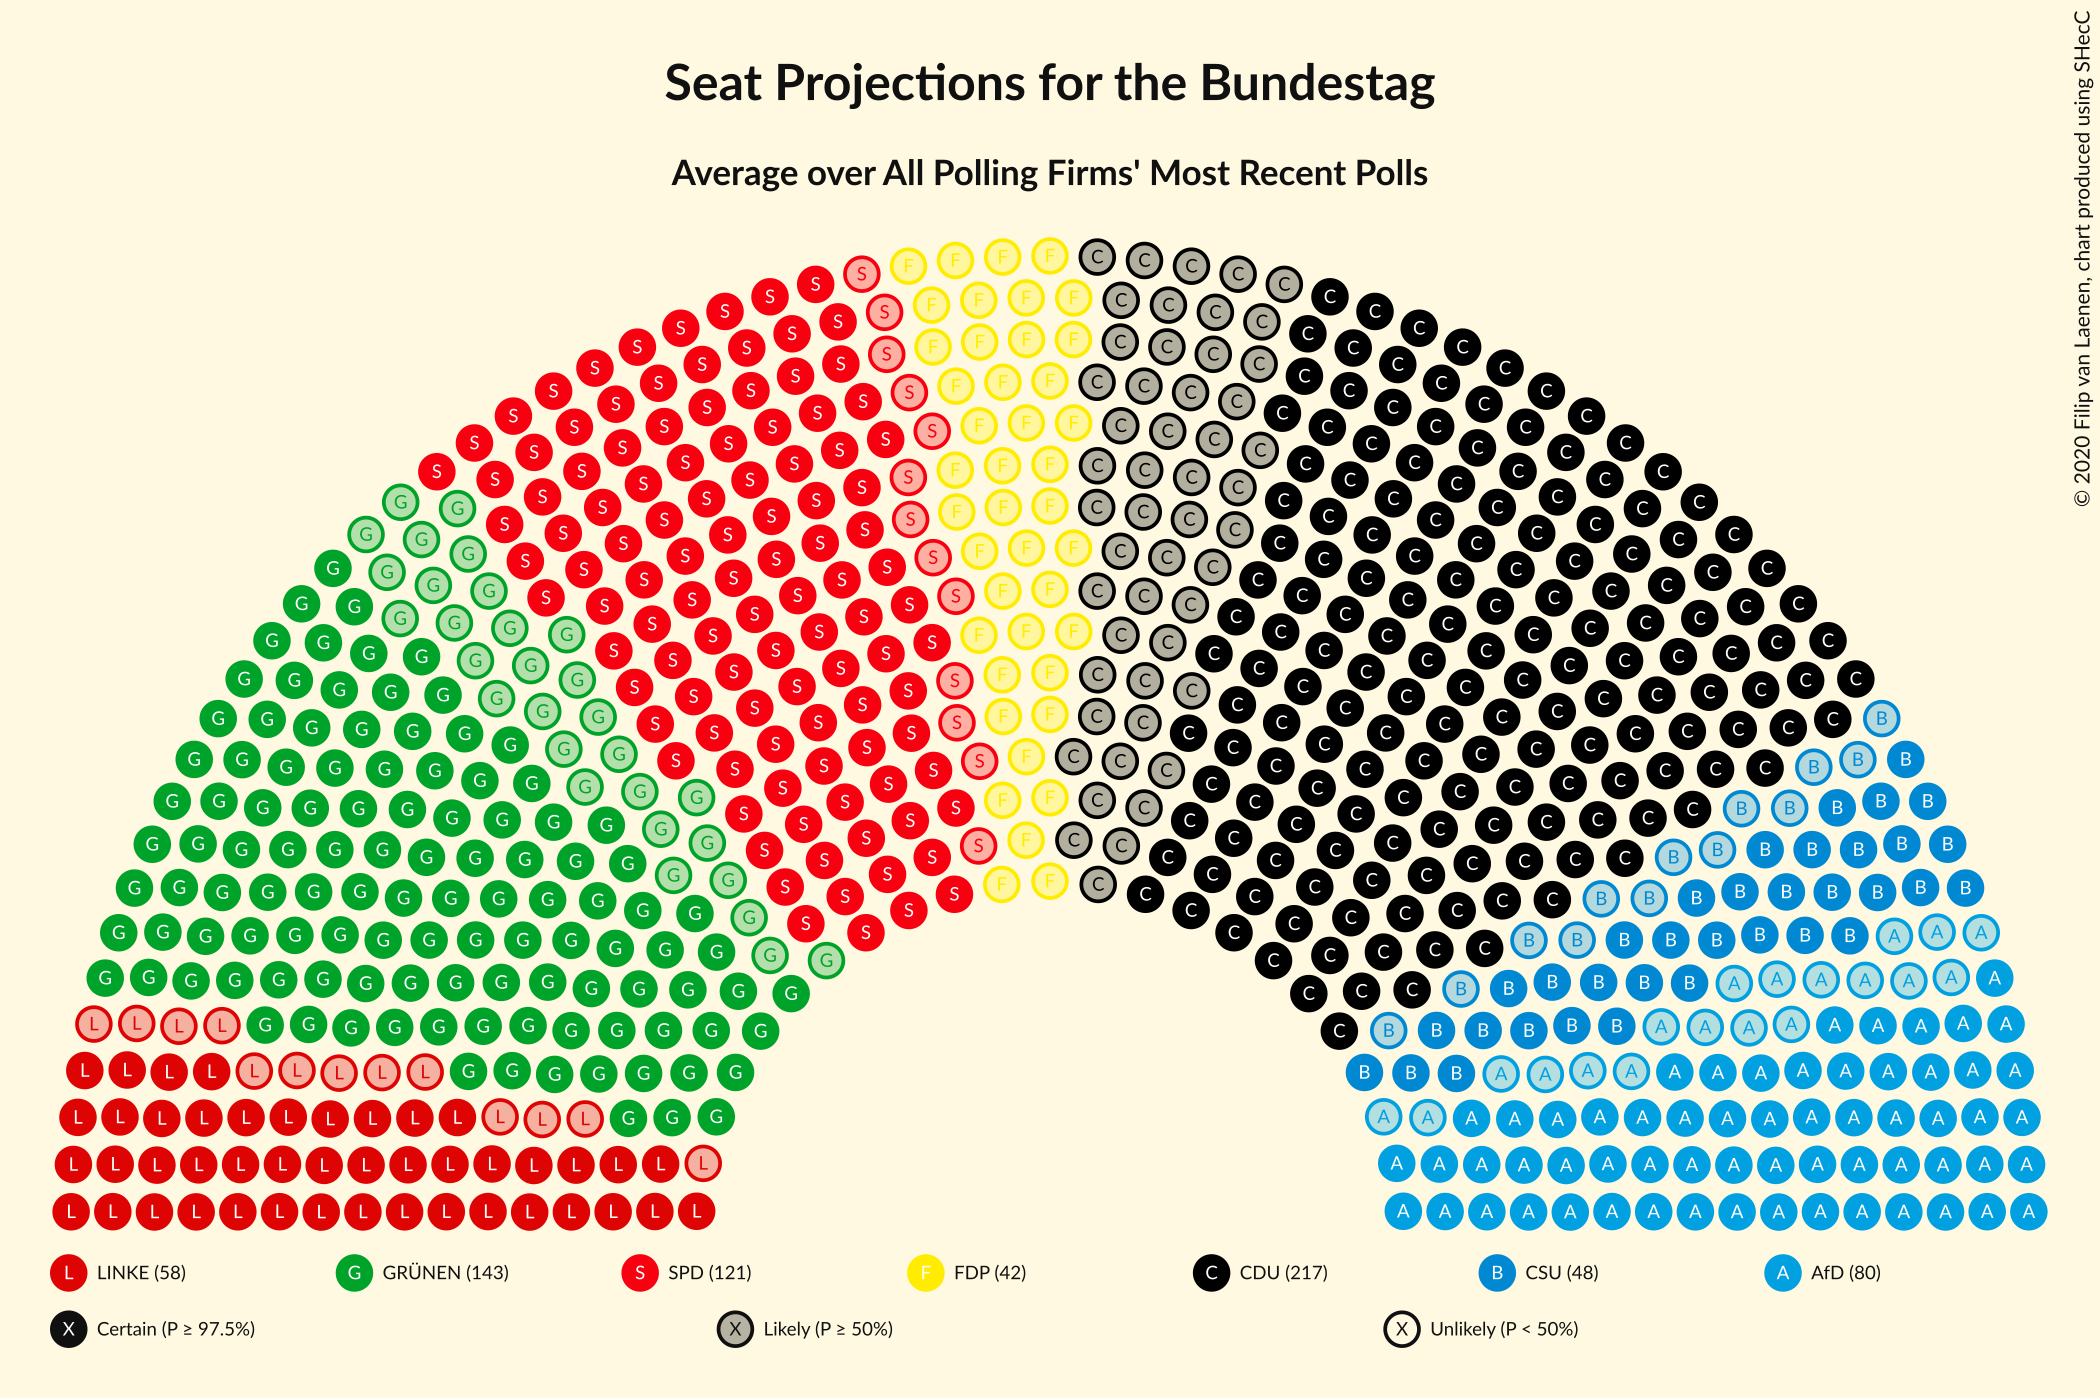 Seat Projections for the Bundestag
Average over All Polling Firms' Most Recent Polls
© 2020 Filip van Laenen, chart produced using SHecC
L LINKE (58) G GRÜNEN (143) S SPD (121) F FDP (42) C CDU (217) B CSU (48) A AfD (80)
X Certain (P ≥ 97.5%) X Likely (P ≥ 50%) X Unlikely (P < 50%)